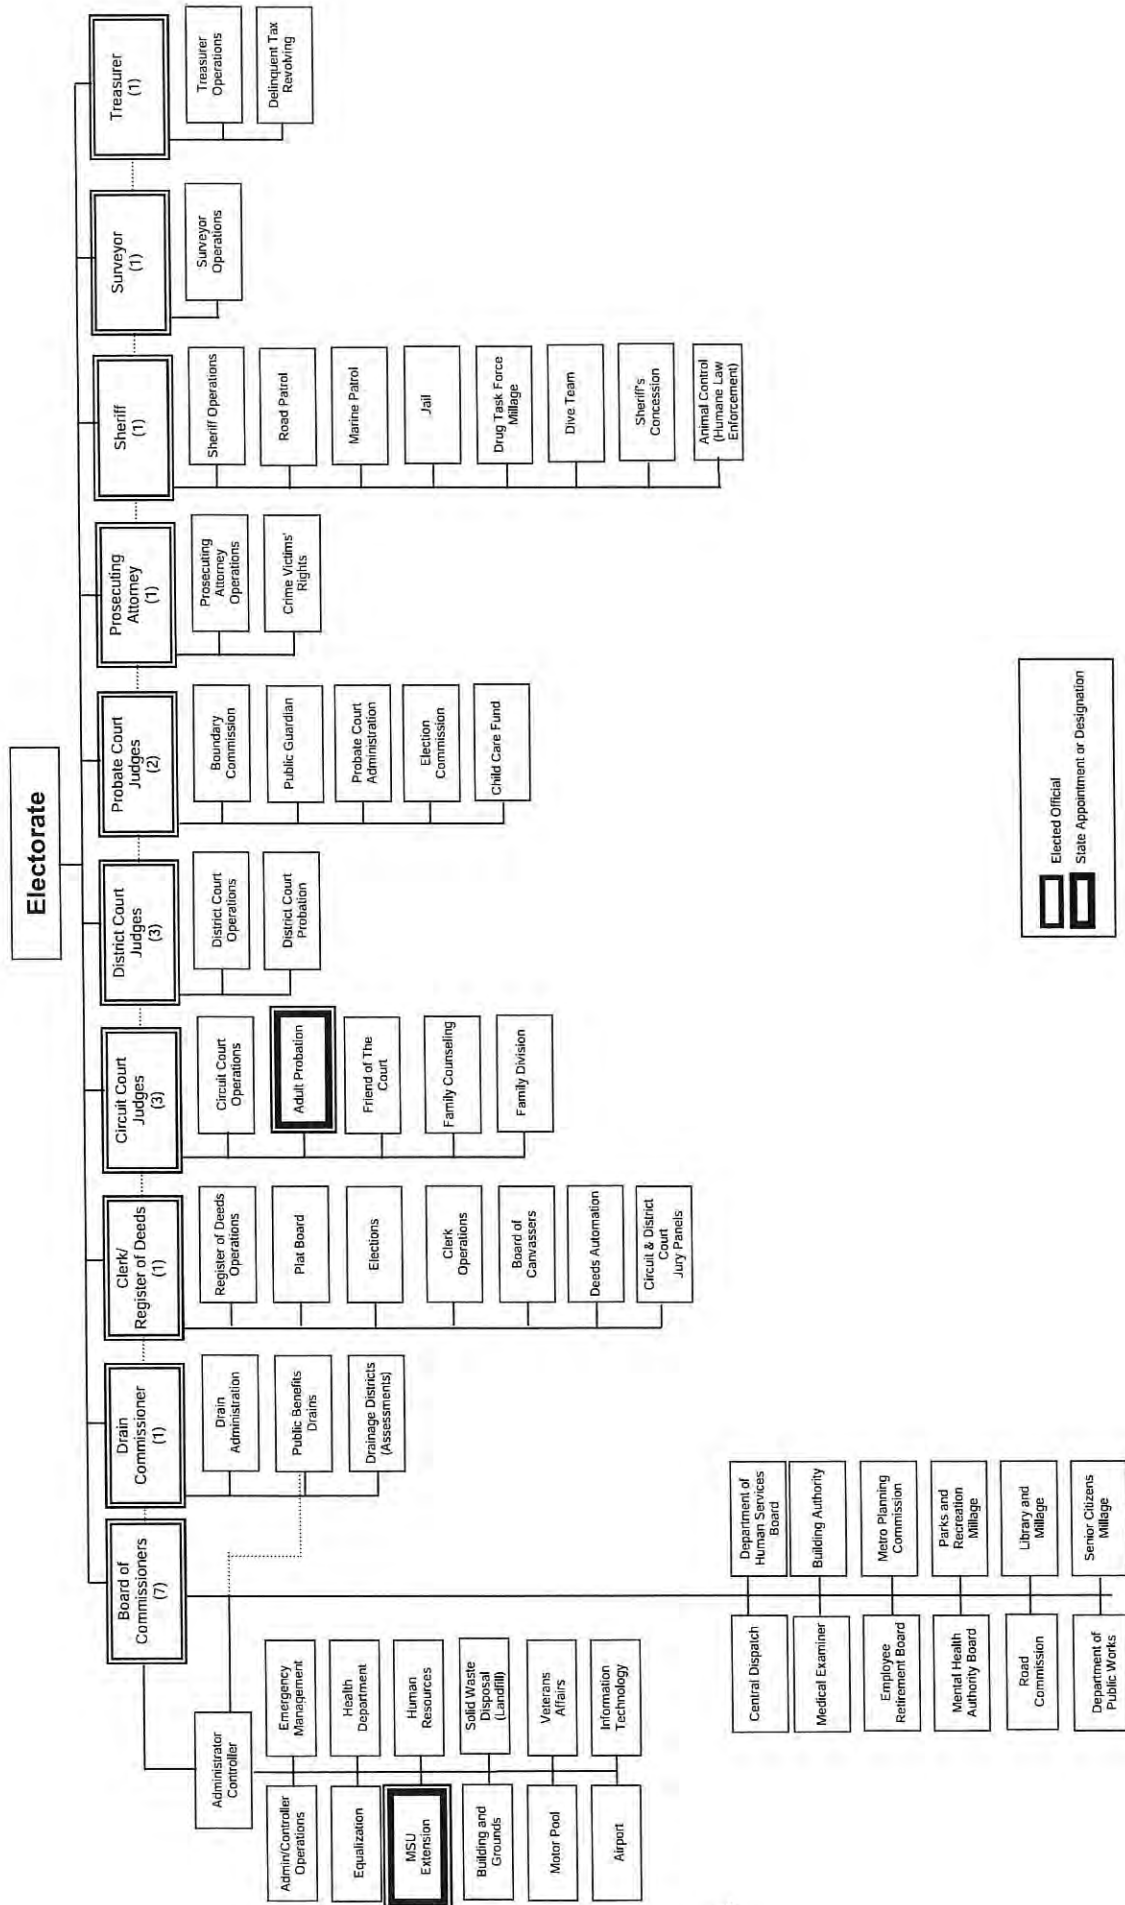 Electorate
Board of
Commissioners
(7)
Drain
Commissioner
(1)
Clerk/
Register of Deeds
(1)
Circuit Court
Judges
(3)
District Court
Judges
(3)
Probate Court
Judges
(2)
Prosecuting
Attorney
(1)
Sheriff
(1)
Surveyor
(1)
Treasurer
(1)
Administrator
Controller
Admin/Controller
Operations
Emergency
Management
Equalization
Health
Department
MSU
Extension
Human
Resources
Building and
Grounds
Solid Waste
Disposal
(Landfill)
Motor Pool
Veterans
Affairs
Airport
Information
Technology
Central Dispatch
Department of
Human Services
Board
Medical Examiner
Building Authority
Employee
Retirement Board
Metro Planning
Commission
Mental Health
Authority Board
Parks and
Recreation
Millage
Road
Commission
Library and
Millage
Department of
Public Works
Senior Citizens
Millage
Drain
Administration
Public Benefits
Drains
Drainage Districts
(Assessments)
Register of Deeds
Operations
Plat Board
Elections
Clerk
Operations
Board of
Canvassers
Deeds Automation
Circuit & District
Court
Jury Panels
Circuit Court
Operations
Adult Probation
Friend of The
Court
Family Counseling
Family Division
District Court
Operations
District Court
Probation
Boundary
Commission
Public Guardian
Probate Court
Administration
Election
Commission
Child Care Fund
Prosecuting
Attorney
Operations
Crime Victims'
Rights
Sheriff Operations
Road Patrol
Marine Patrol
Jail
Drug Task Force
Millage
Dive Team
Sheriff's
Concession
Animal Control
(Humane Law
Enforcement)
Surveyor
Operations
Treasurer
Operations
Delinquent Tax
Revolving
Elected Official
State Appointment or Designation